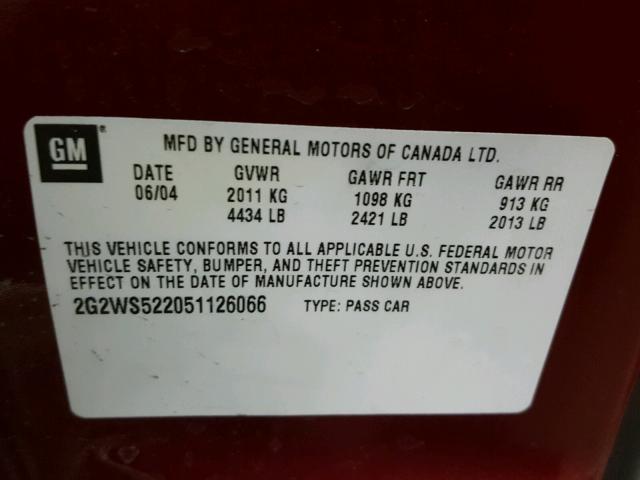 GM®
MFD BY GENERAL MOTORS OF CANADA LTD.
DATE GVWR GAWR FRT GAWR RR
06/04 2011 KG 1098 KG 913 KG
4434 LB 2421 LB 2013 LB
THIS VEHICLE CONFORMS TO ALL APPLICABLE U.S. FEDERAL MOTOR
VEHICLE SAFETY, BUMPER, AND THEFT PREVENTION STANDARDS IN
EFFECT ON THE DATE OF MANUFACTURE SHOWN ABOVE.
2G2WS522051126066 TYPE: PASS CAR